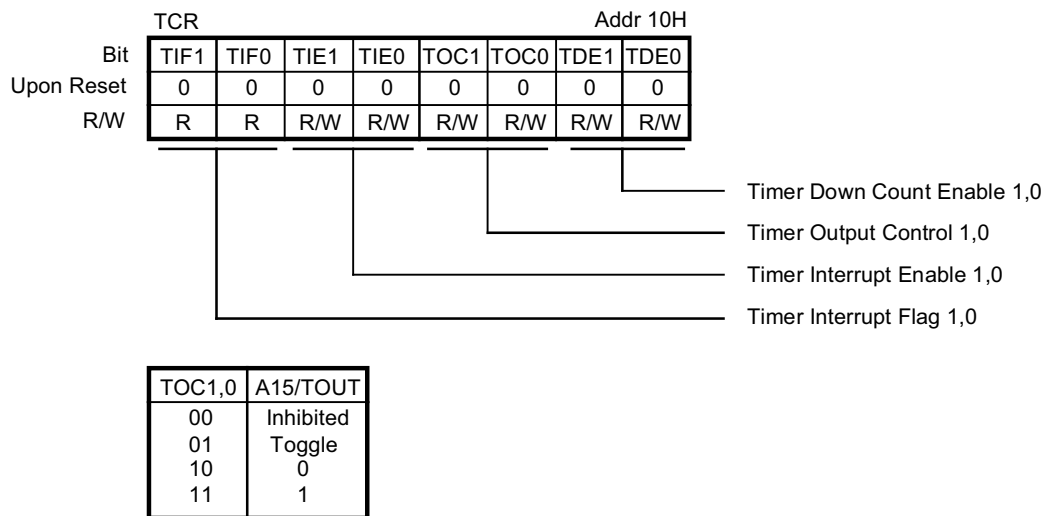 TCR Addr 10H
Bit TIF1 TIF0 TIE1 TIE0 TOC1 TOC0 TDE1 TDE0
Upon Reset 0 0 0 0 0 0 0 0
R/W R R R/W R/W R/W R/W R/W R/W
Timer Down Count Enable 1,0
Timer Output Control 1,0
Timer Interrupt Enable 1,0
Timer Interrupt Flag 1,0
TOC1,0 A15/TOUT
00 Inhibited
01 Toggle
10 0
11 1